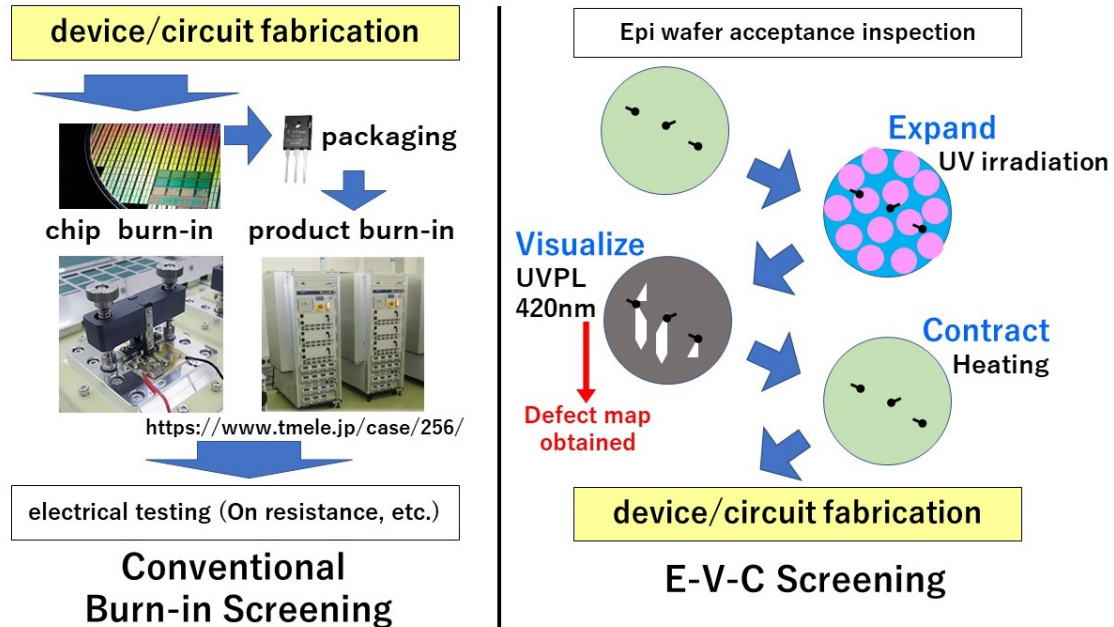 device/circuit fabrication
packaging
chip burn-in
product burn-in
https://www.tmele.jp/case/256/
electrical testing (On resistance, etc.)
Conventional
Burn-in Screening
Epi wafer acceptance inspection
Expand
UV irradiation
Visualize
UVPL
420nm
Defect map
obtained
Contract
Heating
device/circuit fabrication
E-V-C Screening